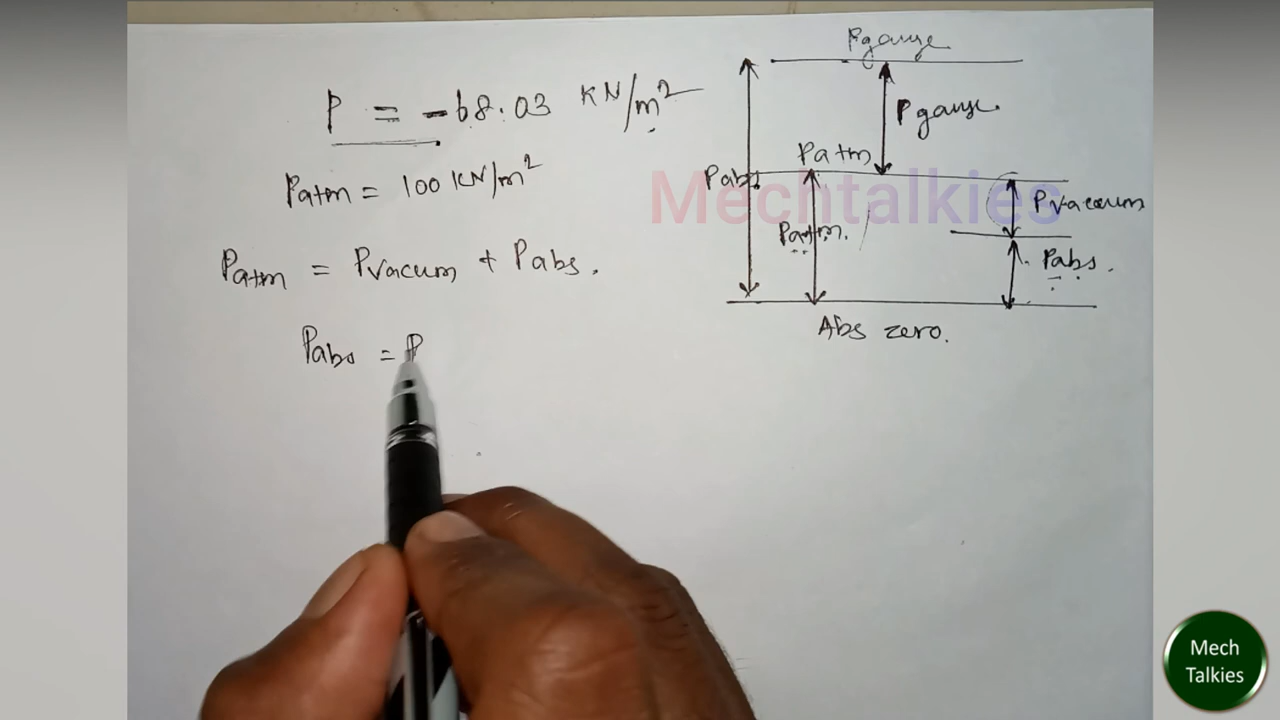 P = -68.03 KN/m²
Patm = 100 KN/m²
Patm = Pvacum + Pabs.
Pabs = P
Pgauge
Pgauge.
Patm
Pabs
Patm.
Pvacuum
Pabs.
Abs zero.
Mechtalkies
Mech
Talkies